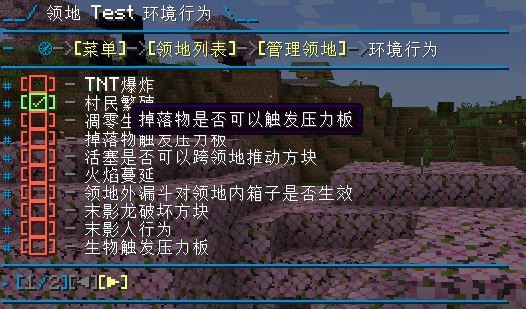 __/ 领地 Test 环境行为 \__
— ->[菜单]->[领地列表]->[管理领地]->环境行为
# [ ] — TNT爆炸
# [✓] — 村民繁殖
# [ ] — 凋零生
掉落物是否可以触发压力板
# [ ] — 掉落物触发压力板
# [ ] — 活塞是否可以跨领地推动方块
# [ ] — 火焰蔓延
# [ ] — 领地外漏斗对领地内箱子是否生效
# [ ] — 末影龙破坏方块
# [ ] — 末影人行为
# [ ] — 生物触发压力板
▸ [1/2][◄][►]